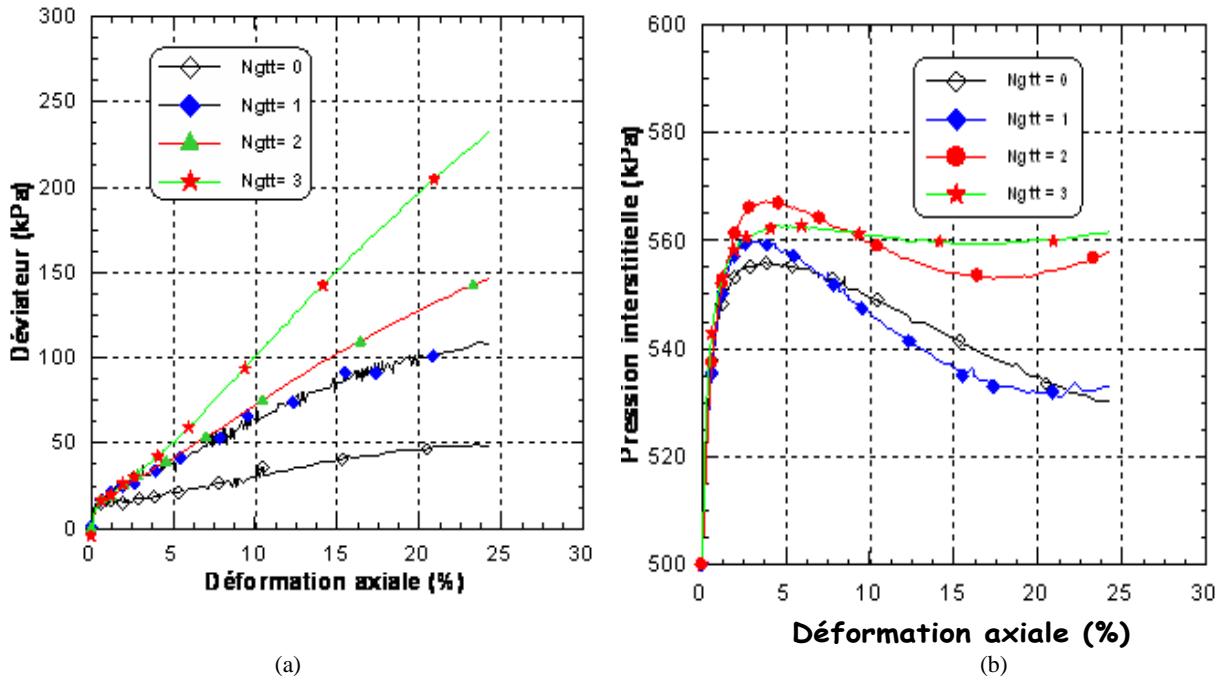 300
250
200
150
100
50
0
Déviateur (kPa)
Ngtt= 0
Ngtt= 1
Ngtt= 2
Ngtt= 3
0 5 10 15 20 25 30
Déformation axiale (%)
(a)
600
580
560
540
520
500
Pression interstitielle (kPa)
Ngtt = 0
Ngtt = 1
Ngtt = 2
Ngtt = 3
0 5 10 15 20 25 30
Déformation axiale (%)
(b)